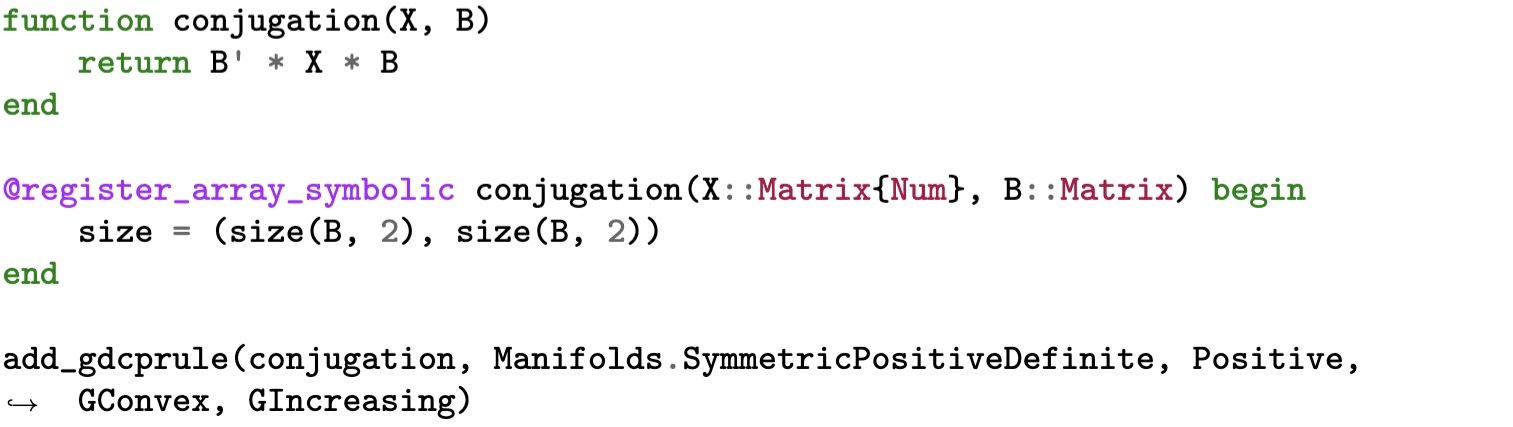 function conjugation(X, B)
    return B' * X * B
end

@register_array_symbolic conjugation(X::Matrix{Num}, B::Matrix) begin
    size = (size(B, 2), size(B, 2))
end

add_gdcprule(conjugation, Manifolds.SymmetricPositiveDefinite, Positive,
↪   GConvex, GIncreasing)